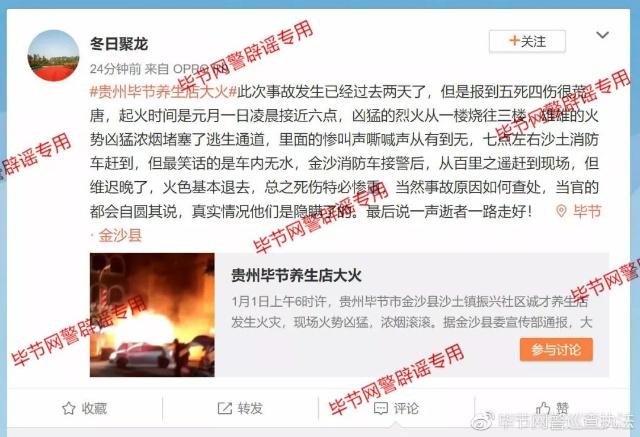 冬日聚龙
+关注
24分钟前 来自 OPPO
#贵州毕节养生店大火#此次事故发生已经过去两天了，但是报到五死四伤很荒
唐，起火时间是元月一日凌晨接近六点，凶猛的烈火从一楼烧往三楼，雄雄的火
势凶猛浓烟堵塞了逃生通道，里面的惨叫声嘶喊声从有到无，七点左右沙土消防
车赶到，但最笑话的是车内无水，金沙消防车接警后，从百里之遥赶到现场，但
维迟晚了，火色基本退去，总之死伤特必惨重，当然事故原因如何查处，当官的
都会自圆其说，真实情况他们是隐瞒了的。最后说一声逝者一路走好！ 毕节
·金沙县
贵州毕节养生店大火
1月1日上午6时许，贵州毕节市金沙县沙土镇振兴社区诚才养生店
发生火灾，现场火势凶猛，浓烟滚滚。据金沙县委宣传部通报，大
参与讨论
收藏
转发
评论
赞
毕节网警辟谣专用
毕节网警辟谣专用
毕节网警辟谣专用
毕节网警辟谣专用
毕节网警辟谣专用
毕节网警辟谣专用
毕节网警巡查执法